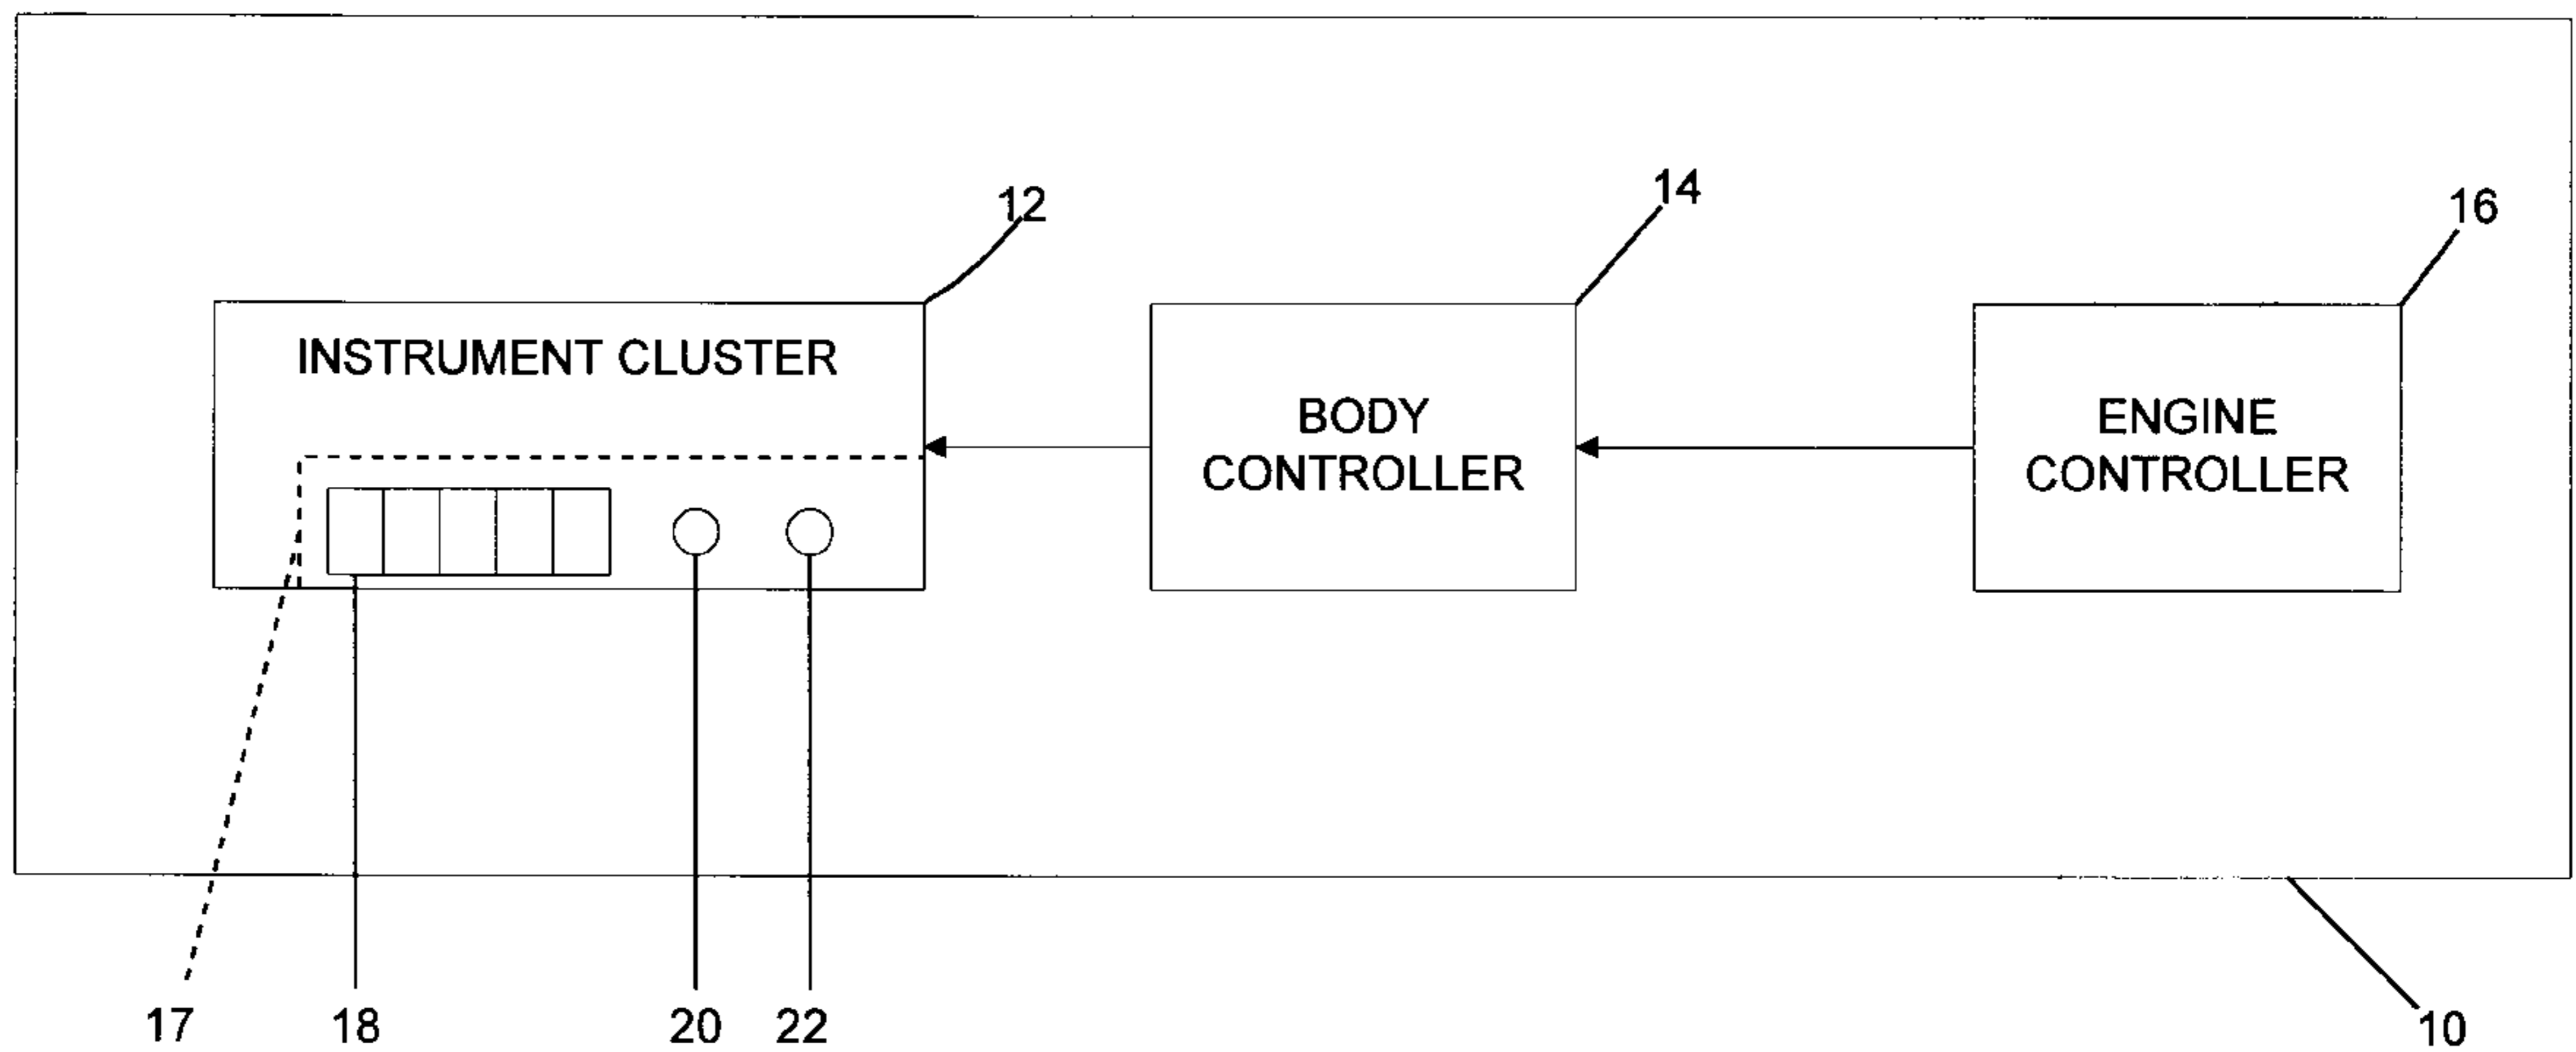 12
14
16
INSTRUMENT CLUSTER
BODY
CONTROLLER
ENGINE
CONTROLLER
17
18
20
22
10